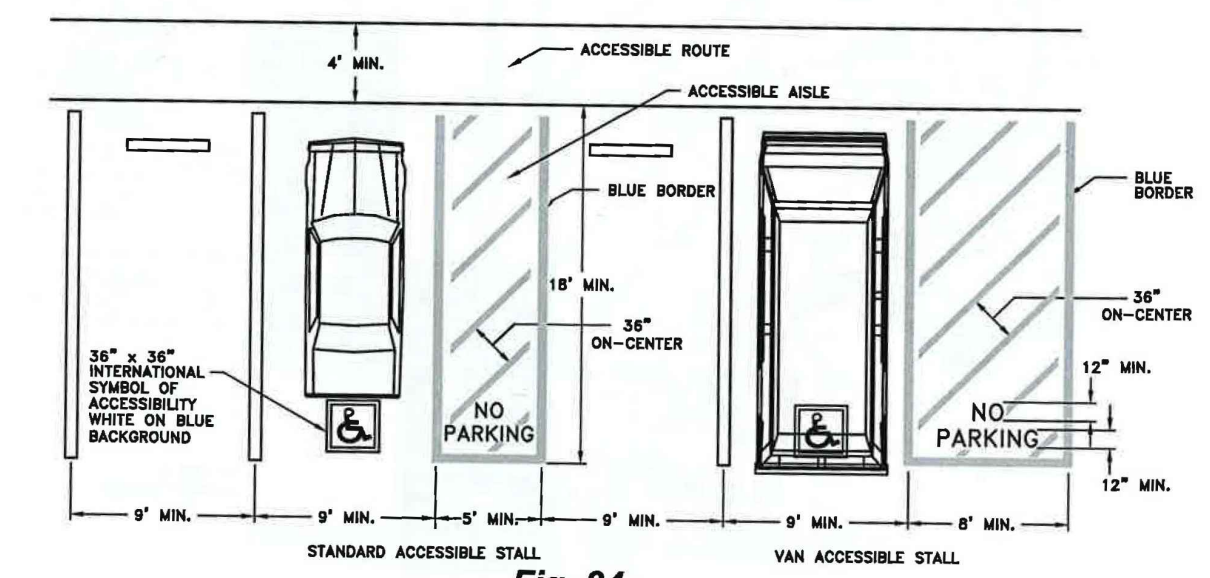 ACCESSIBLE ROUTE
4' MIN.
ACCESSIBLE AISLE
BLUE BORDER
BLUE
BORDER
18' MIN.
36"
ON-CENTER
36"
ON-CENTER
36" x 36"
INTERNATIONAL
SYMBOL OF
ACCESSIBILITY
WHITE ON BLUE
BACKGROUND
12" MIN.
NO
PARKING
NO
PARKING
12" MIN.
9' MIN.
9' MIN.
5' MIN.
9' MIN.
9' MIN.
8' MIN.
STANDARD ACCESSIBLE STALL
VAN ACCESSIBLE STALL